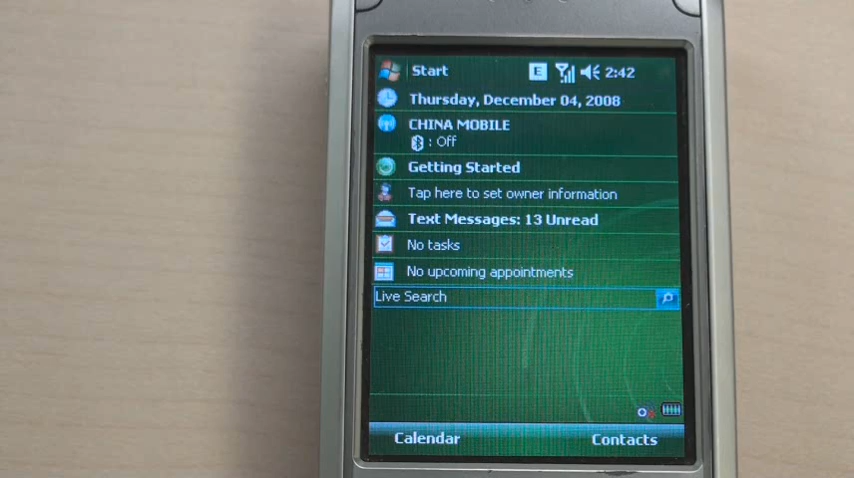 Start E 2:42
Thursday, December 04, 2008
CHINA MOBILE
: Off
Getting Started
Tap here to set owner information
Text Messages: 13 Unread
No tasks
No upcoming appointments
Live Search
Calendar Contacts